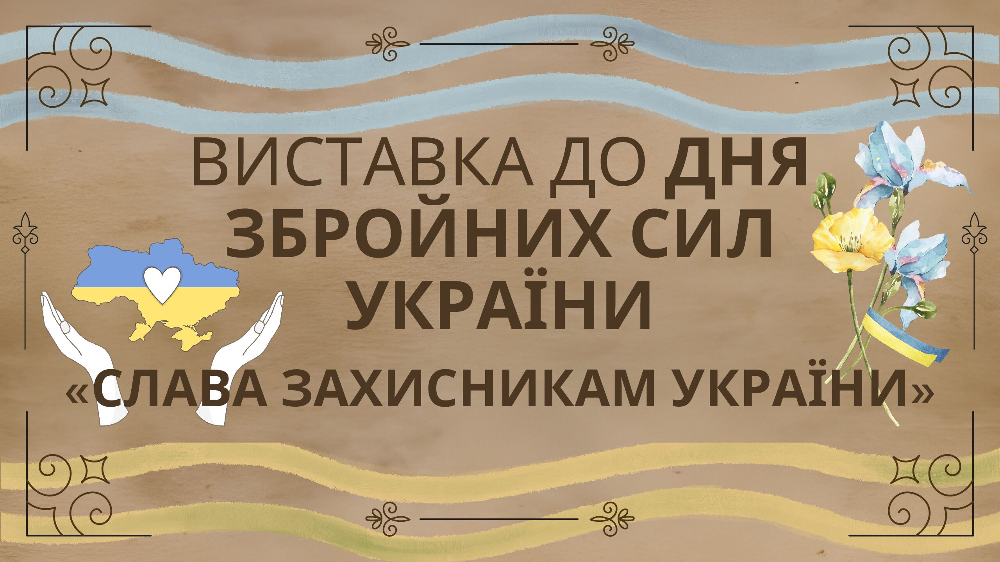 ВИСТАВКА ДО ДНЯ
ЗБРОЙНИХ СИЛ
УКРАЇНИ
«СЛАВА ЗАХИСНИКАМ УКРАЇНИ»